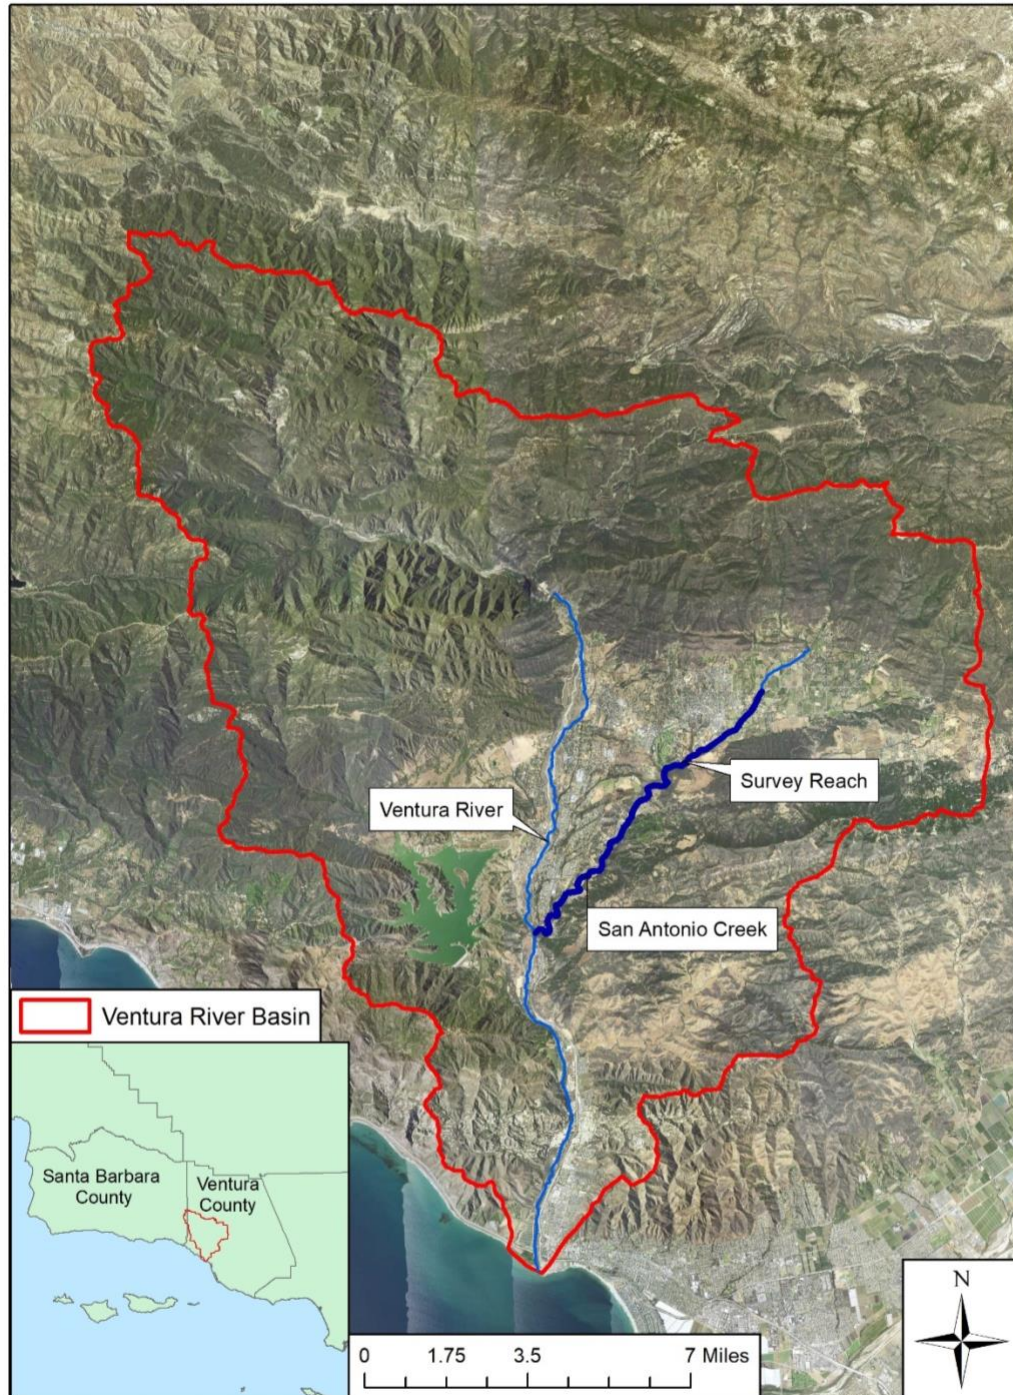 Survey Reach
Ventura River
San Antonio Creek
Ventura River Basin
Santa Barbara
County
Ventura
County
N
0 1.75 3.5 7 Miles